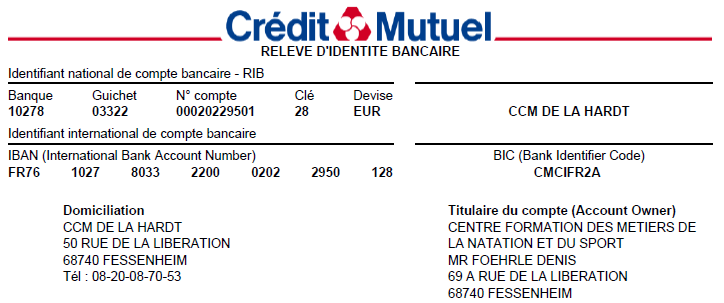 Crédit Mutuel
RELEVE D'IDENTITE BANCAIRE
Identifiant national de compte bancaire - RIB
Banque Guichet N° compte Clé Devise
10278 03322 00020229501 28 EUR
CCM DE LA HARDT
Identifiant international de compte bancaire
IBAN (International Bank Account Number)
FR76 1027 8033 2200 0202 2950 128
BIC (Bank Identifier Code)
CMCIFR2A
Domiciliation
CCM DE LA HARDT
50 RUE DE LA LIBERATION
68740 FESSENHEIM
Tél : 08-20-08-70-53
Titulaire du compte (Account Owner)
CENTRE FORMATION DES METIERS DE
LA NATATION ET DU SPORT
MR FOEHRLE DENIS
69 A RUE DE LA LIBERATION
68740 FESSENHEIM